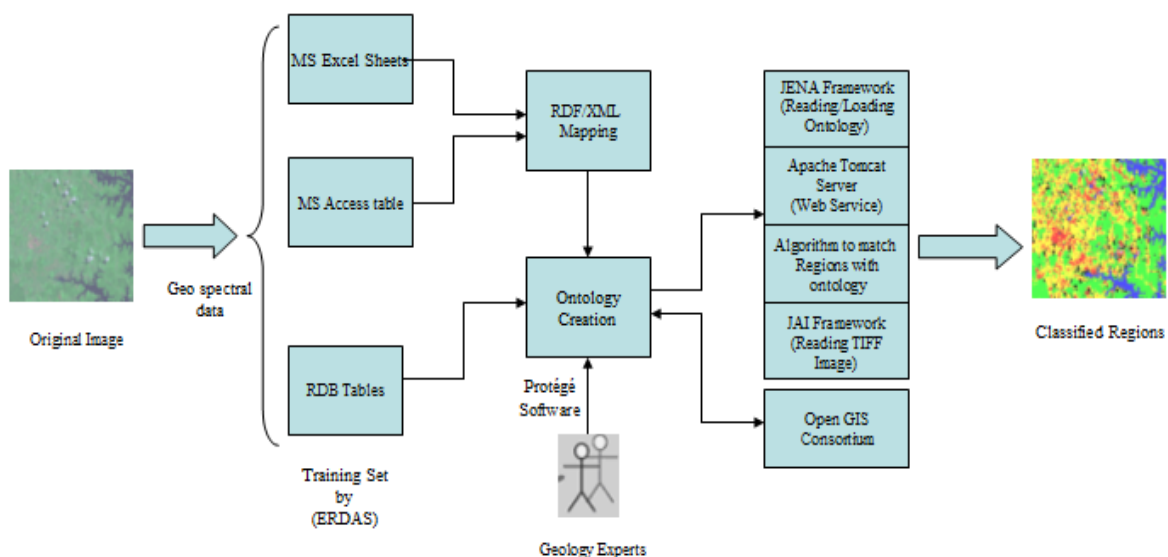 MS Excel Sheets
RDF/XML
Mapping
MS Access table
Geo spectral
data
Original Image
RDB Tables
Training Set
by
(ERDAS)
Ontology
Creation
Protégé
Software
Geology Experts
JENA Framework
(Reading/Loading
Ontology)
Apache Tomcat
Server
(Web Service)
Algorithm to match
Regions with
ontology
JAI Framework
(Reading TIFF
Image)
Open GIS
Consortium
Classified Regions